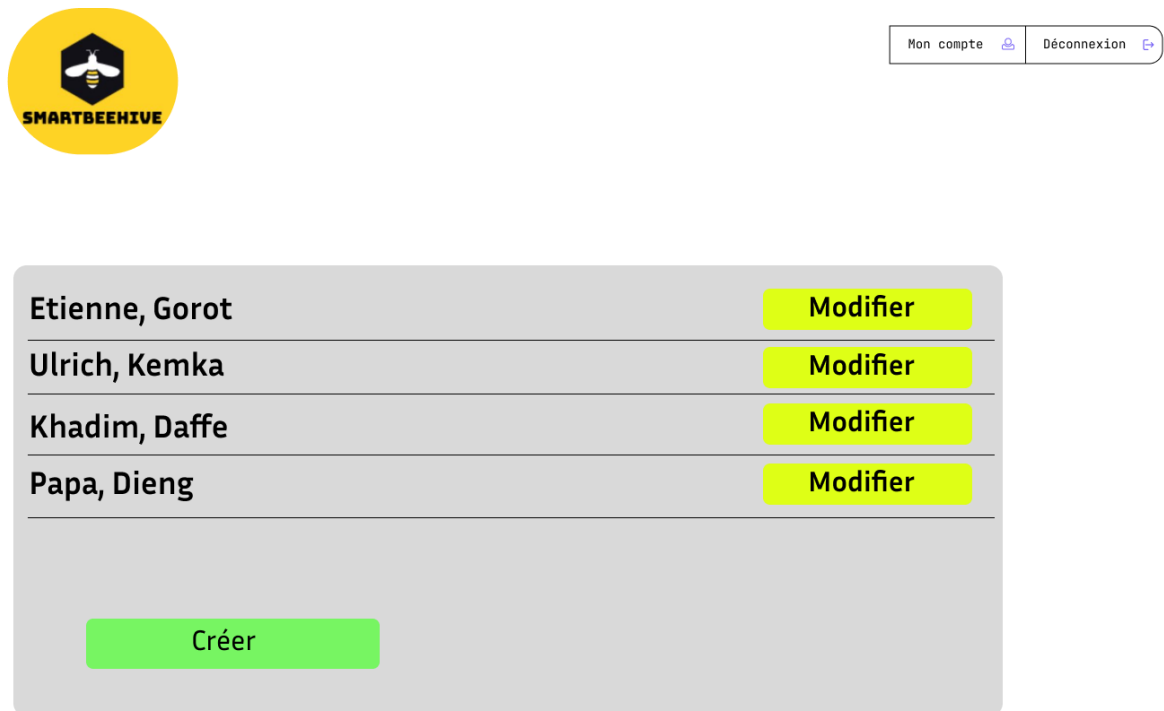 SMARTBEEHIVE
Mon compte Déconnexion
Etienne, Gorot Modifier
Ulrich, Kemka Modifier
Khadim, Daffe Modifier
Papa, Dieng Modifier
Créer